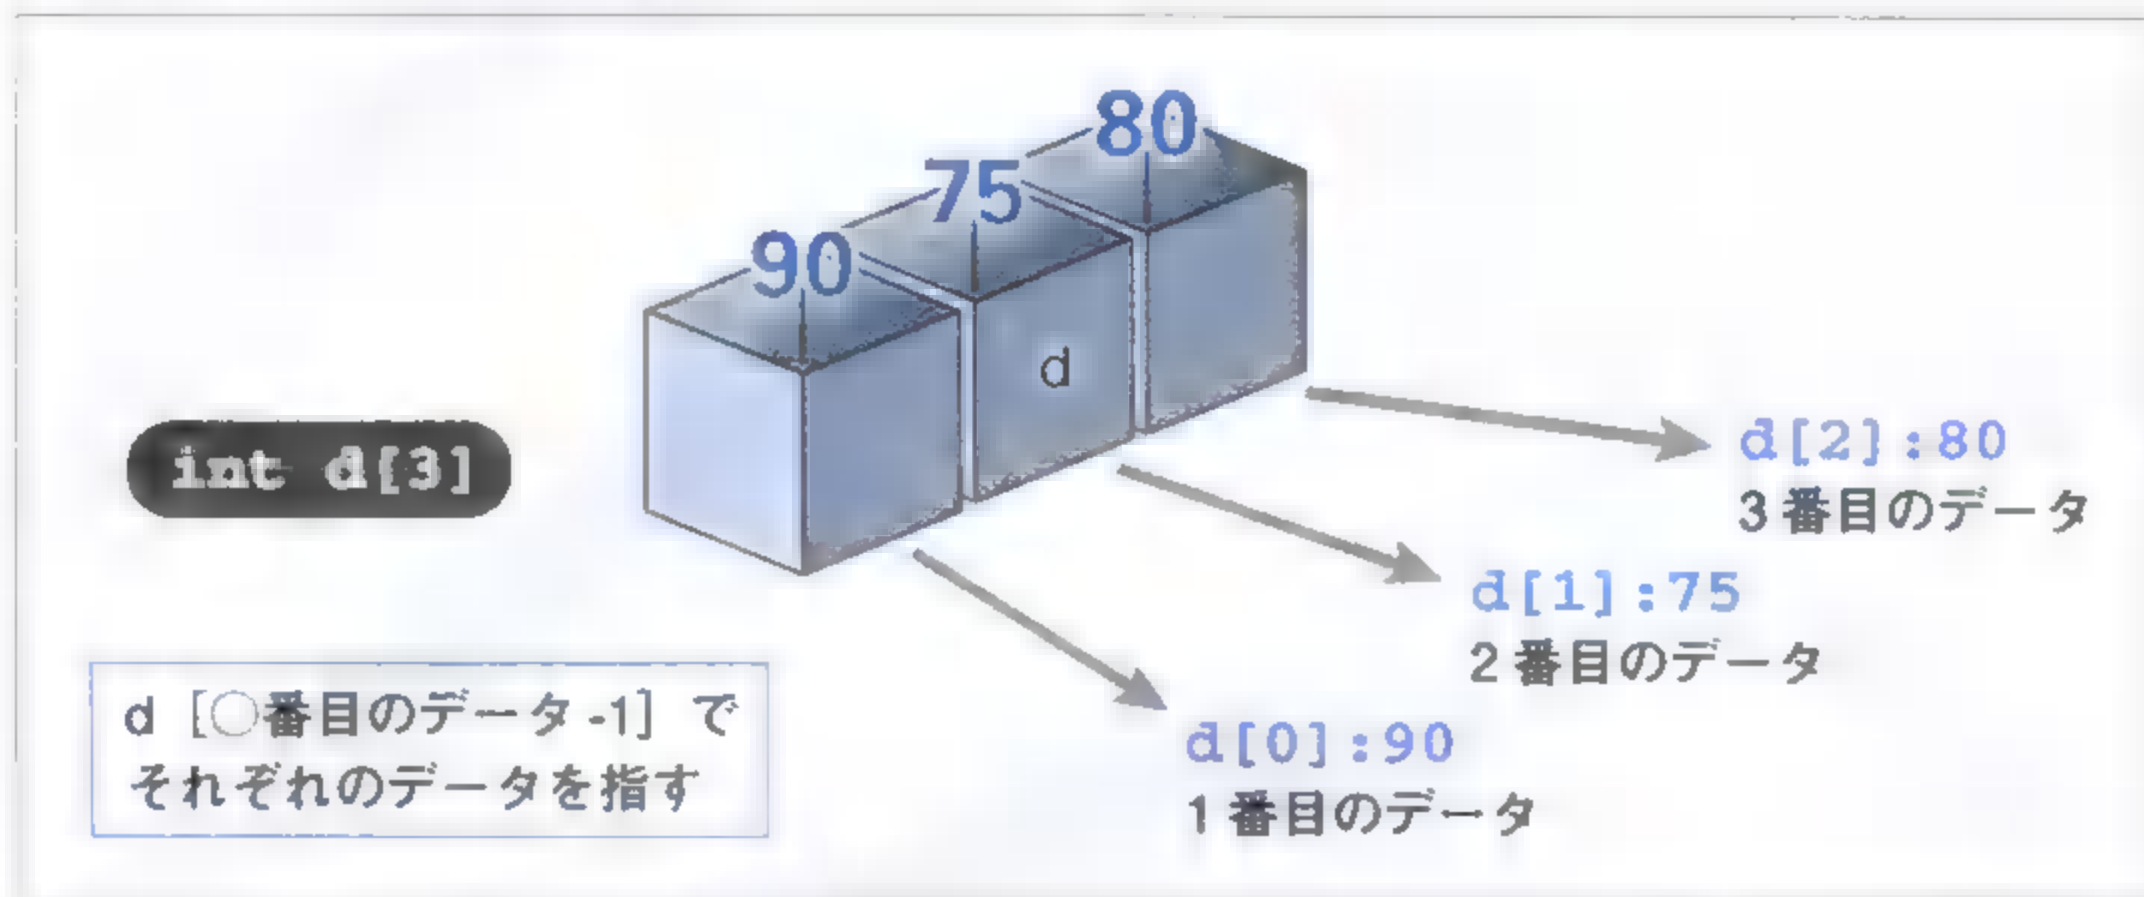 80
75
90
d
int d[3]
d[2]:80
3番目のデータ
d[1]:75
2番目のデータ
d[0]:90
1番目のデータ
d [○番目のデータ-1] で
それぞれのデータを指す